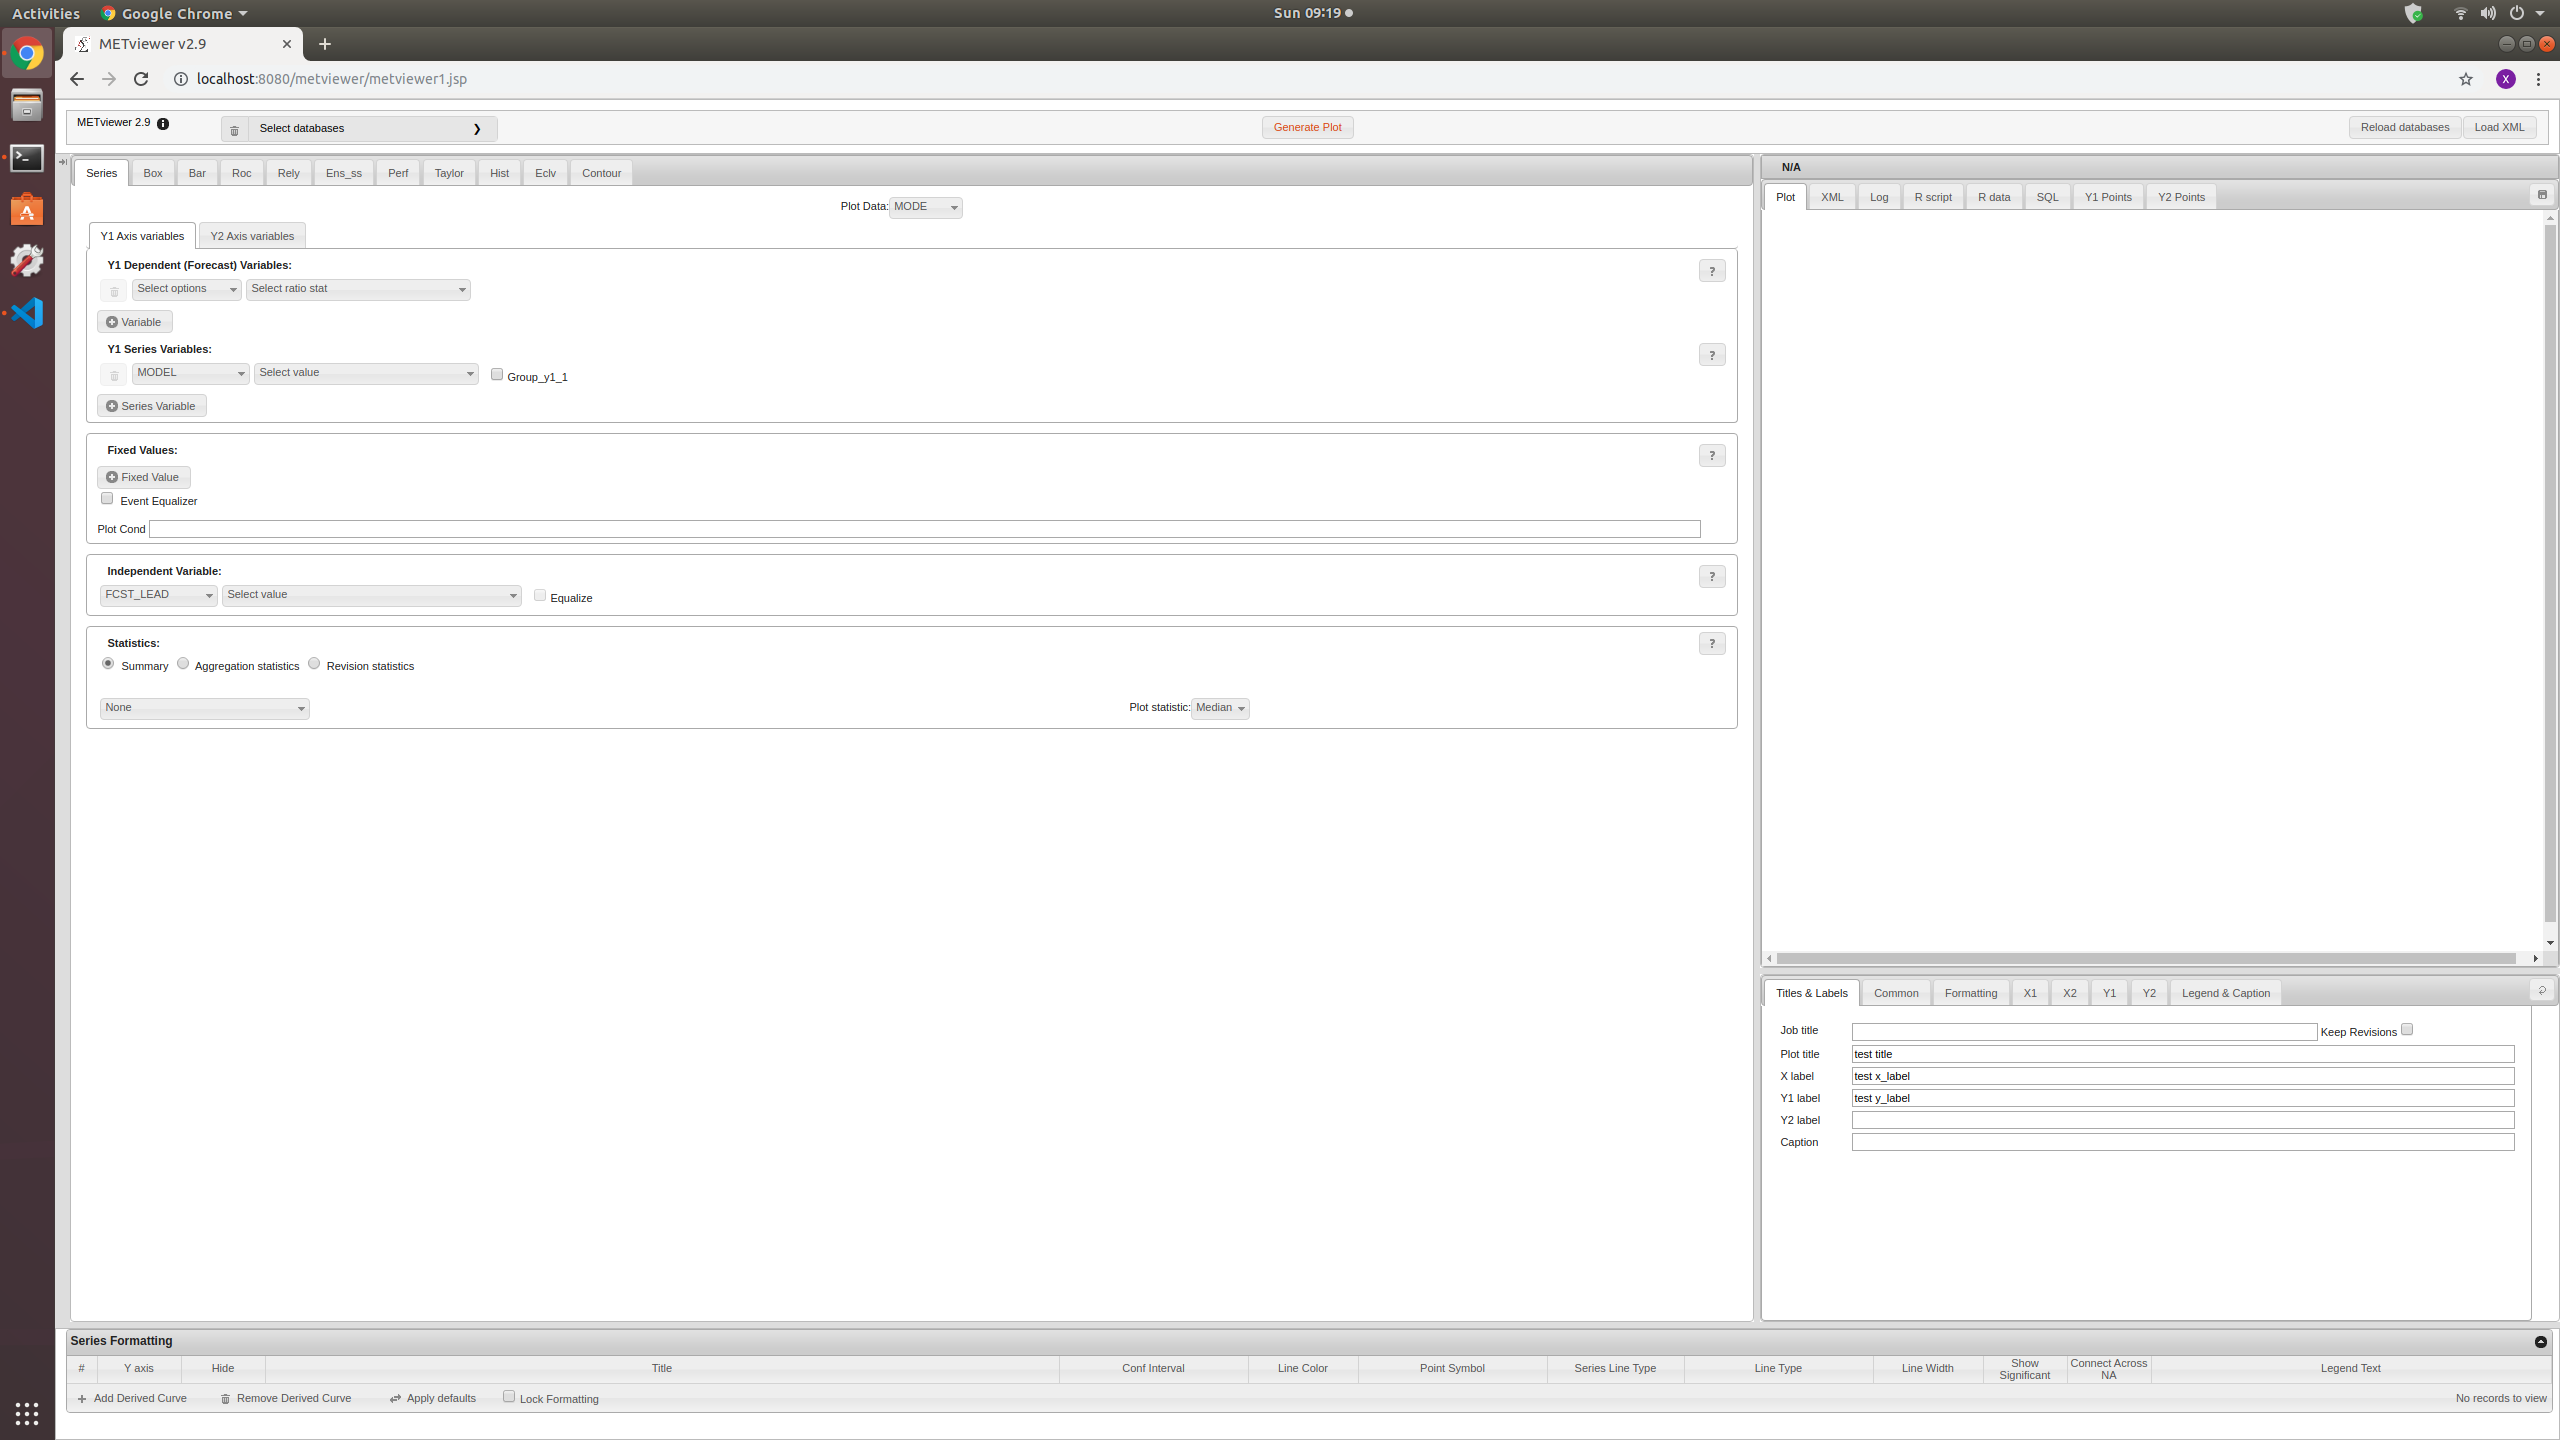 Activities Google Chrome Sun 09:19
METviewer v2.9
localhost:8080/metviewer/metviewer1.jsp X
METviewer 2.9 Select databases Generate Plot Reload databases Load XML
Series Box Bar Roc Rely Ens_ss Perf Taylor Hist Eclv Contour
Plot Data: MODE
Y1 Axis variables Y2 Axis variables
Y1 Dependent (Forecast) Variables: ?
Select options Select ratio stat
Variable
Y1 Series Variables: ?
MODEL Select value Group_y1_1
Series Variable
Fixed Values: ?
Fixed Value
Event Equalizer
Plot Cond
Independent Variable: ?
FCST_LEAD Select value Equalize
Statistics: ?
Summary Aggregation statistics Revision statistics
None Plot statistic: Median
N/A
Plot XML Log R script R data SQL Y1 Points Y2 Points
Titles & Labels Common Formatting X1 X2 Y1 Y2 Legend & Caption
Job title Keep Revisions
Plot title test title
X label test x_label
Y1 label test y_label
Y2 label
Caption
Series Formatting
# Y axis Hide Title Conf Interval Line Color Point Symbol Series Line Type Line Type Line Width Show Significant Connect Across NA Legend Text
Add Derived Curve Remove Derived Curve Apply defaults Lock Formatting No records to view